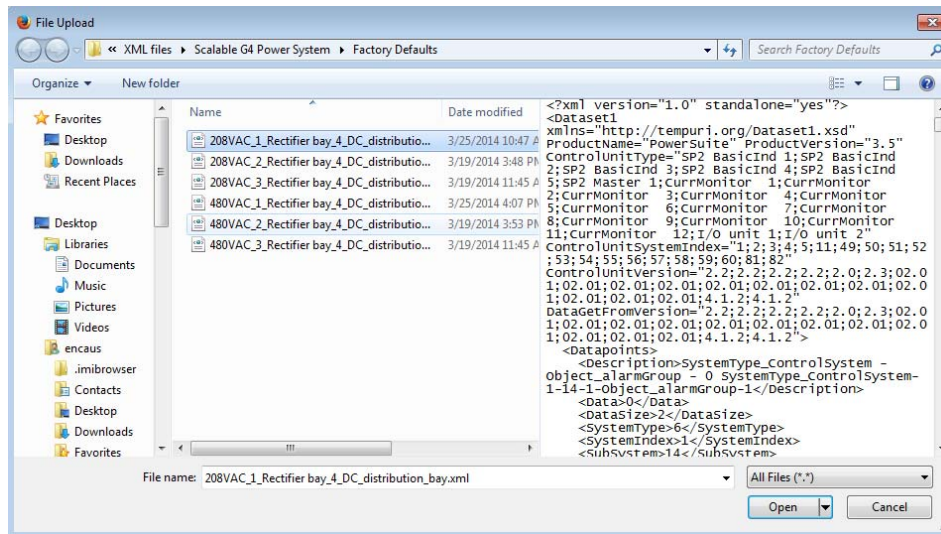 File Upload
« XML files ▸ Scalable G4 Power System ▸ Factory Defaults
Search Factory Defaults
Organize ▾ New folder
Favorites
Desktop
Downloads
Recent Places
Desktop
Libraries
Documents
Music
Pictures
Videos
encaus
.imibrowser
Contacts
Desktop
Downloads
Favorites
Name Date modified
208VAC_1_Rectifier bay_4_DC_distributio... 3/25/2014 10:47 A
208VAC_2_Rectifier bay_4_DC_distributio... 3/19/2014 3:48 PM
208VAC_3_Rectifier bay_4_DC_distributio... 3/19/2014 11:45 A
480VAC_1_Rectifier bay_4_DC_distributio... 3/25/2014 4:07 PM
480VAC_2_Rectifier bay_4_DC_distributio... 3/19/2014 3:53 PM
480VAC_3_Rectifier bay_4_DC_distributio... 3/19/2014 11:45 A
<?xml version="1.0" standalone="yes"?>
<Dataset1
xmlns="http://tempuri.org/Dataset1.xsd"
ProductName="PowerSuite" ProductVersion="3.5"
ControlUnitType="SP2 BasicInd 1;SP2 BasicInd
2;SP2 BasicInd 3;SP2 BasicInd 4;SP2 BasicInd
5;SP2 Master 1;CurrMonitor 1;CurrMonitor
2;CurrMonitor 3;CurrMonitor 4;CurrMonitor
5;CurrMonitor 6;CurrMonitor 7;CurrMonitor
8;CurrMonitor 9;CurrMonitor 10;CurrMonitor
11;CurrMonitor 12;I/O unit 1;I/O unit 2"
ControlUnitSystemIndex="1;2;3;4;5;11;49;50;51;52
;53;54;55;56;57;58;59;60;81;82"
ControlUnitVersion="2.2;2.2;2.2;2.2;2.0;2.3;02.0
1;02.01;02.01;02.01;02.01;02.01;02.01;02.01;02.0
1;02.01;02.01;02.01;4.1.2;4.1.2"
DataGetFromVersion="2.2;2.2;2.2;2.2;2.0;2.3;02.0
1;02.01;02.01;02.01;02.01;02.01;02.01;02.01;02.0
1;02.01;02.01;02.01;4.1.2;4.1.2">
<Datapoints>
<Description>SystemType_ControlSystem -
Object_alarmGroup - 0 SystemType_ControlSystem-
1-14-1-Object_alarmGroup-1</Description>
<Data>0</Data>
<DataSize>2</DataSize>
<SystemType>6</SystemType>
<SystemIndex>1</SystemIndex>
<SubSystem>14</SubSystem>
File name: 208VAC_1_Rectifier bay_4_DC_distribution_bay.xml
All Files (*.*)
Open Cancel